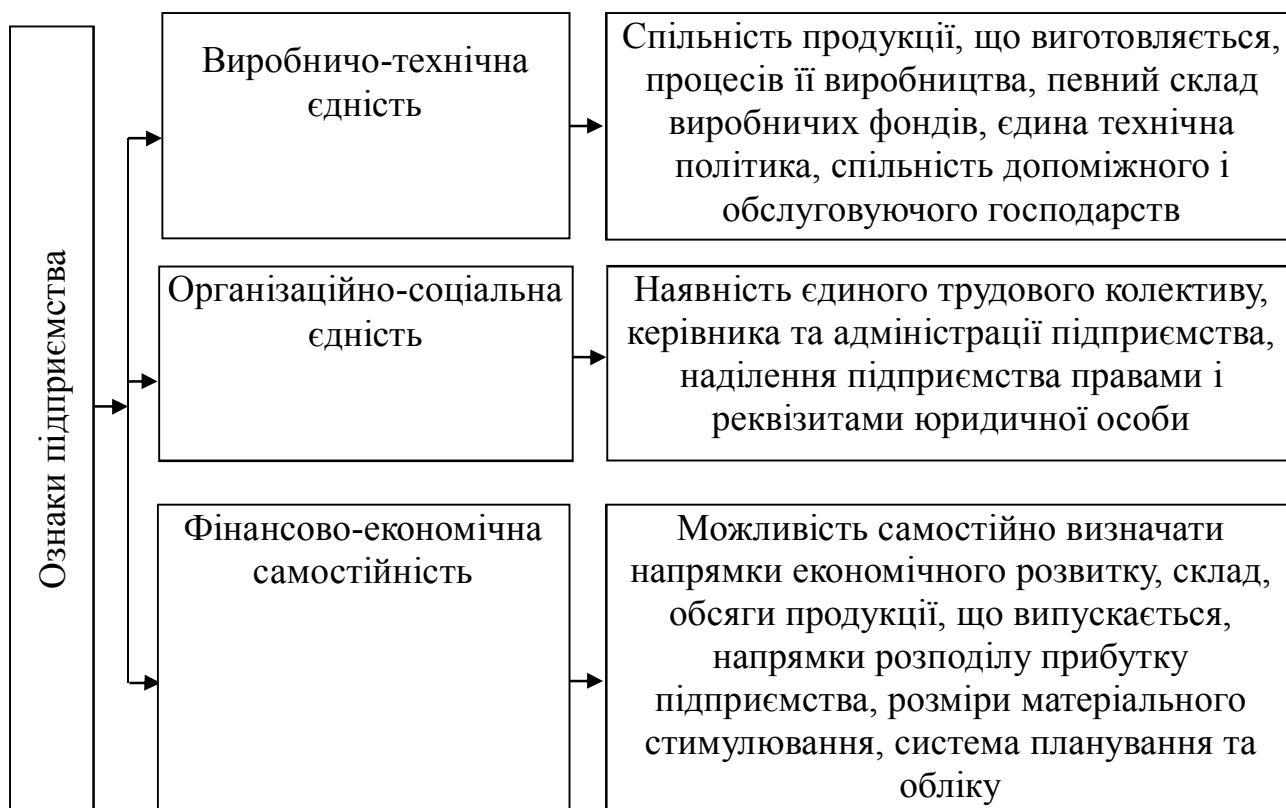 Ознаки підприємства
Виробничо-технічна
єдність
Спільність продукції, що виготовляється,
процесів її виробництва, певний склад
виробничих фондів, єдина технічна
політика, спільність допоміжного і
обслуговуючого господарств
Організаційно-соціальна
єдність
Наявність єдиного трудового колективу,
керівника та адміністрації підприємства,
наділення підприємства правами і
реквізитами юридичної особи
Фінансово-економічна
самостійність
Можливість самостійно визначати
напрямки економічного розвитку, склад,
обсяги продукції, що випускається,
напрямки розподілу прибутку
підприємства, розміри матеріального
стимулювання, система планування та
обліку